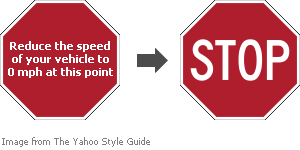 Reduce the speed
of your vehicle to
0 mph at this point
STOP
Image from The Yahoo Style Guide